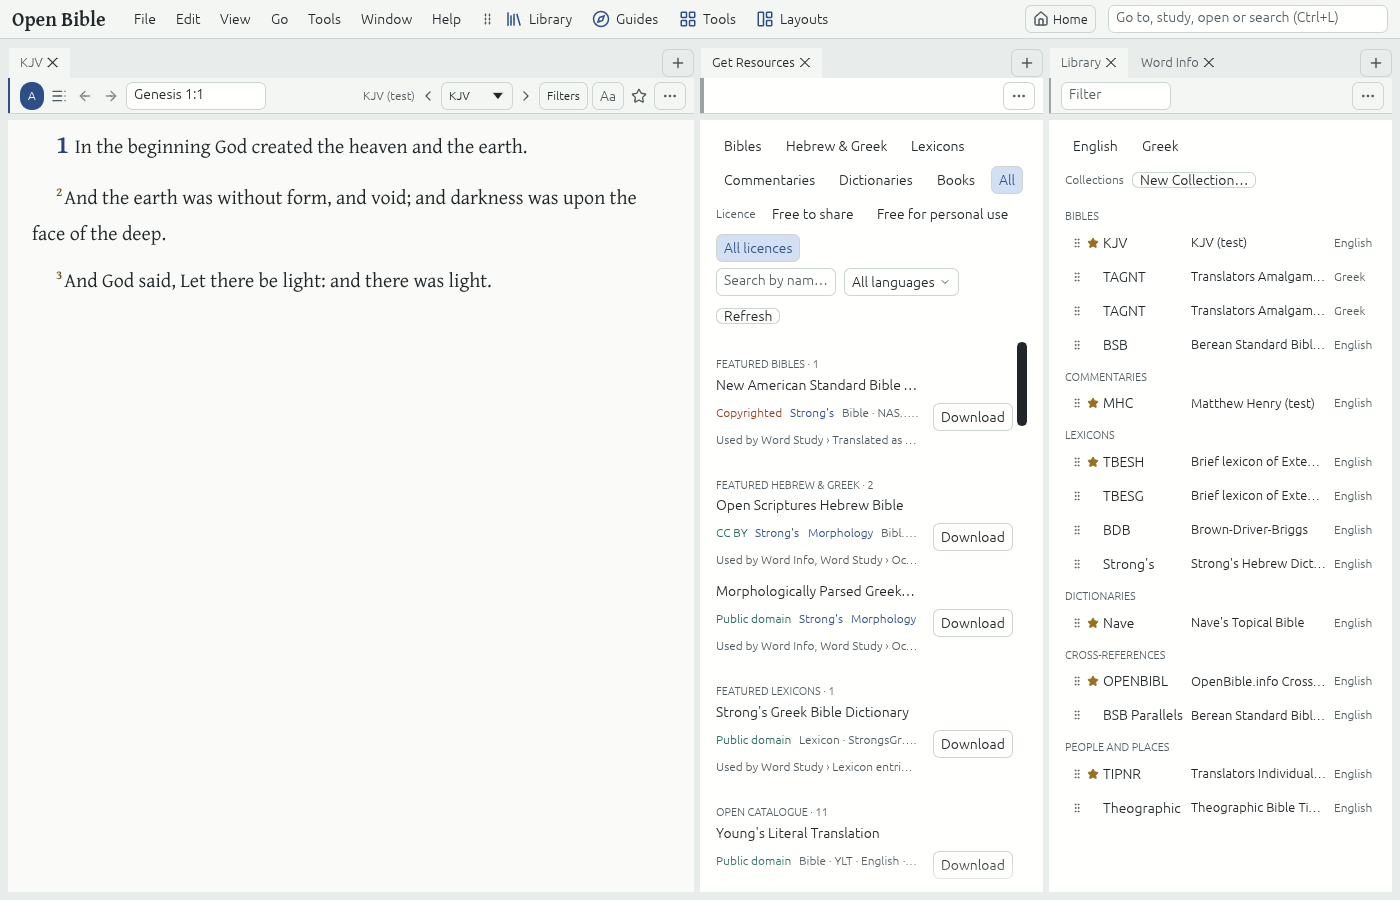 Open Bible File Edit View Go Tools Window Help Library Guides Tools Layouts Home Go to, study, open or search (Ctrl+L)
KJV
A Genesis 1:1 KJV (test) KJV Filters Aa
1 In the beginning God created the heaven and the earth.
2 And the earth was without form, and void; and darkness was upon the
face of the deep.
3 And God said, Let there be light: and there was light.
Get Resources
Bibles Hebrew & Greek Lexicons
Commentaries Dictionaries Books All
Licence Free to share Free for personal use
All licences
Search by nam... All languages
Refresh
FEATURED BIBLES · 1
New American Standard Bible ...
Copyrighted Strong's Bible · NAS.... Download
Used by Word Study › Translated as ...
FEATURED HEBREW & GREEK · 2
Open Scriptures Hebrew Bible
CC BY Strong's Morphology Bibl.... Download
Used by Word Info, Word Study › Oc...
Morphologically Parsed Greek...
Public domain Strong's Morphology Download
Used by Word Info, Word Study › Oc...
FEATURED LEXICONS · 1
Strong's Greek Bible Dictionary
Public domain Lexicon · StrongsGr.... Download
Used by Word Study › Lexicon entri...
OPEN CATALOGUE · 11
Young's Literal Translation
Public domain Bible · YLT · English ·... Download
Library Word Info
Filter
English Greek
Collections New Collection...
BIBLES
KJV KJV (test) English
TAGNT Translators Amalgam... Greek
TAGNT Translators Amalgam... Greek
BSB Berean Standard Bibl... English
COMMENTARIES
MHC Matthew Henry (test) English
LEXICONS
TBESH Brief lexicon of Exte... English
TBESG Brief lexicon of Exte... English
BDB Brown-Driver-Briggs English
Strong's Strong's Hebrew Dict... English
DICTIONARIES
Nave Nave's Topical Bible English
CROSS-REFERENCES
OPENBIBL OpenBible.info Cross... English
BSB Parallels Berean Standard Bibl... English
PEOPLE AND PLACES
TIPNR Translators Individual... English
Theographic Theographic Bible Ti... English